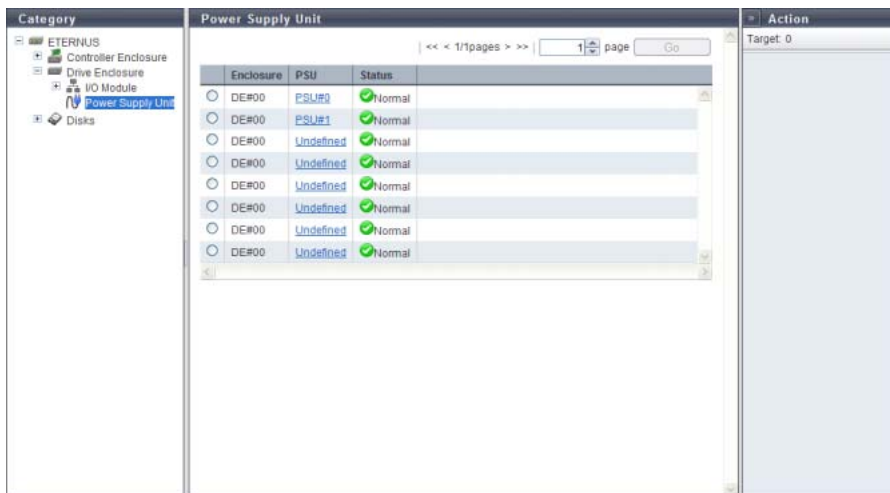 Category
ETERNUS
Controller Enclosure
Drive Enclosure
I/O Module
Power Supply Unit
Disks
Power Supply Unit
| << < 1/1pages > >> | 1 page Go
Enclosure PSU Status
DE#00 PSU#0 Normal
DE#00 PSU#1 Normal
DE#00 Undefined Normal
DE#00 Undefined Normal
DE#00 Undefined Normal
DE#00 Undefined Normal
DE#00 Undefined Normal
DE#00 Undefined Normal
Action
Target: 0